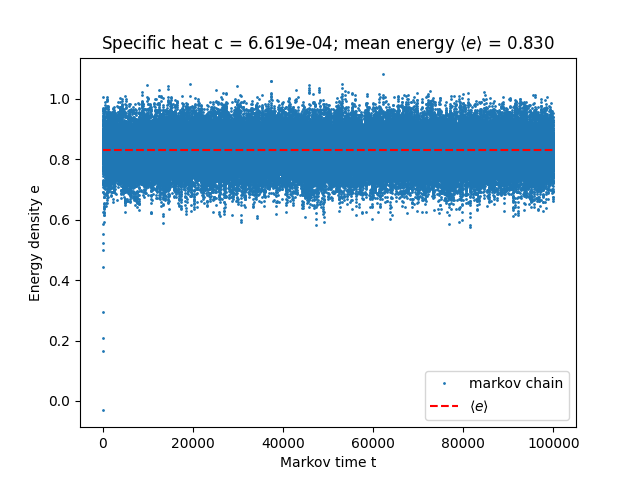 Specific heat c = 6.619e-04; mean energy ⟨e⟩ = 0.830
1.0
0.8
0.6
0.4
0.2
0.0
Energy density e
markov chain
⟨e⟩
0 20000 40000 60000 80000 100000
Markov time t